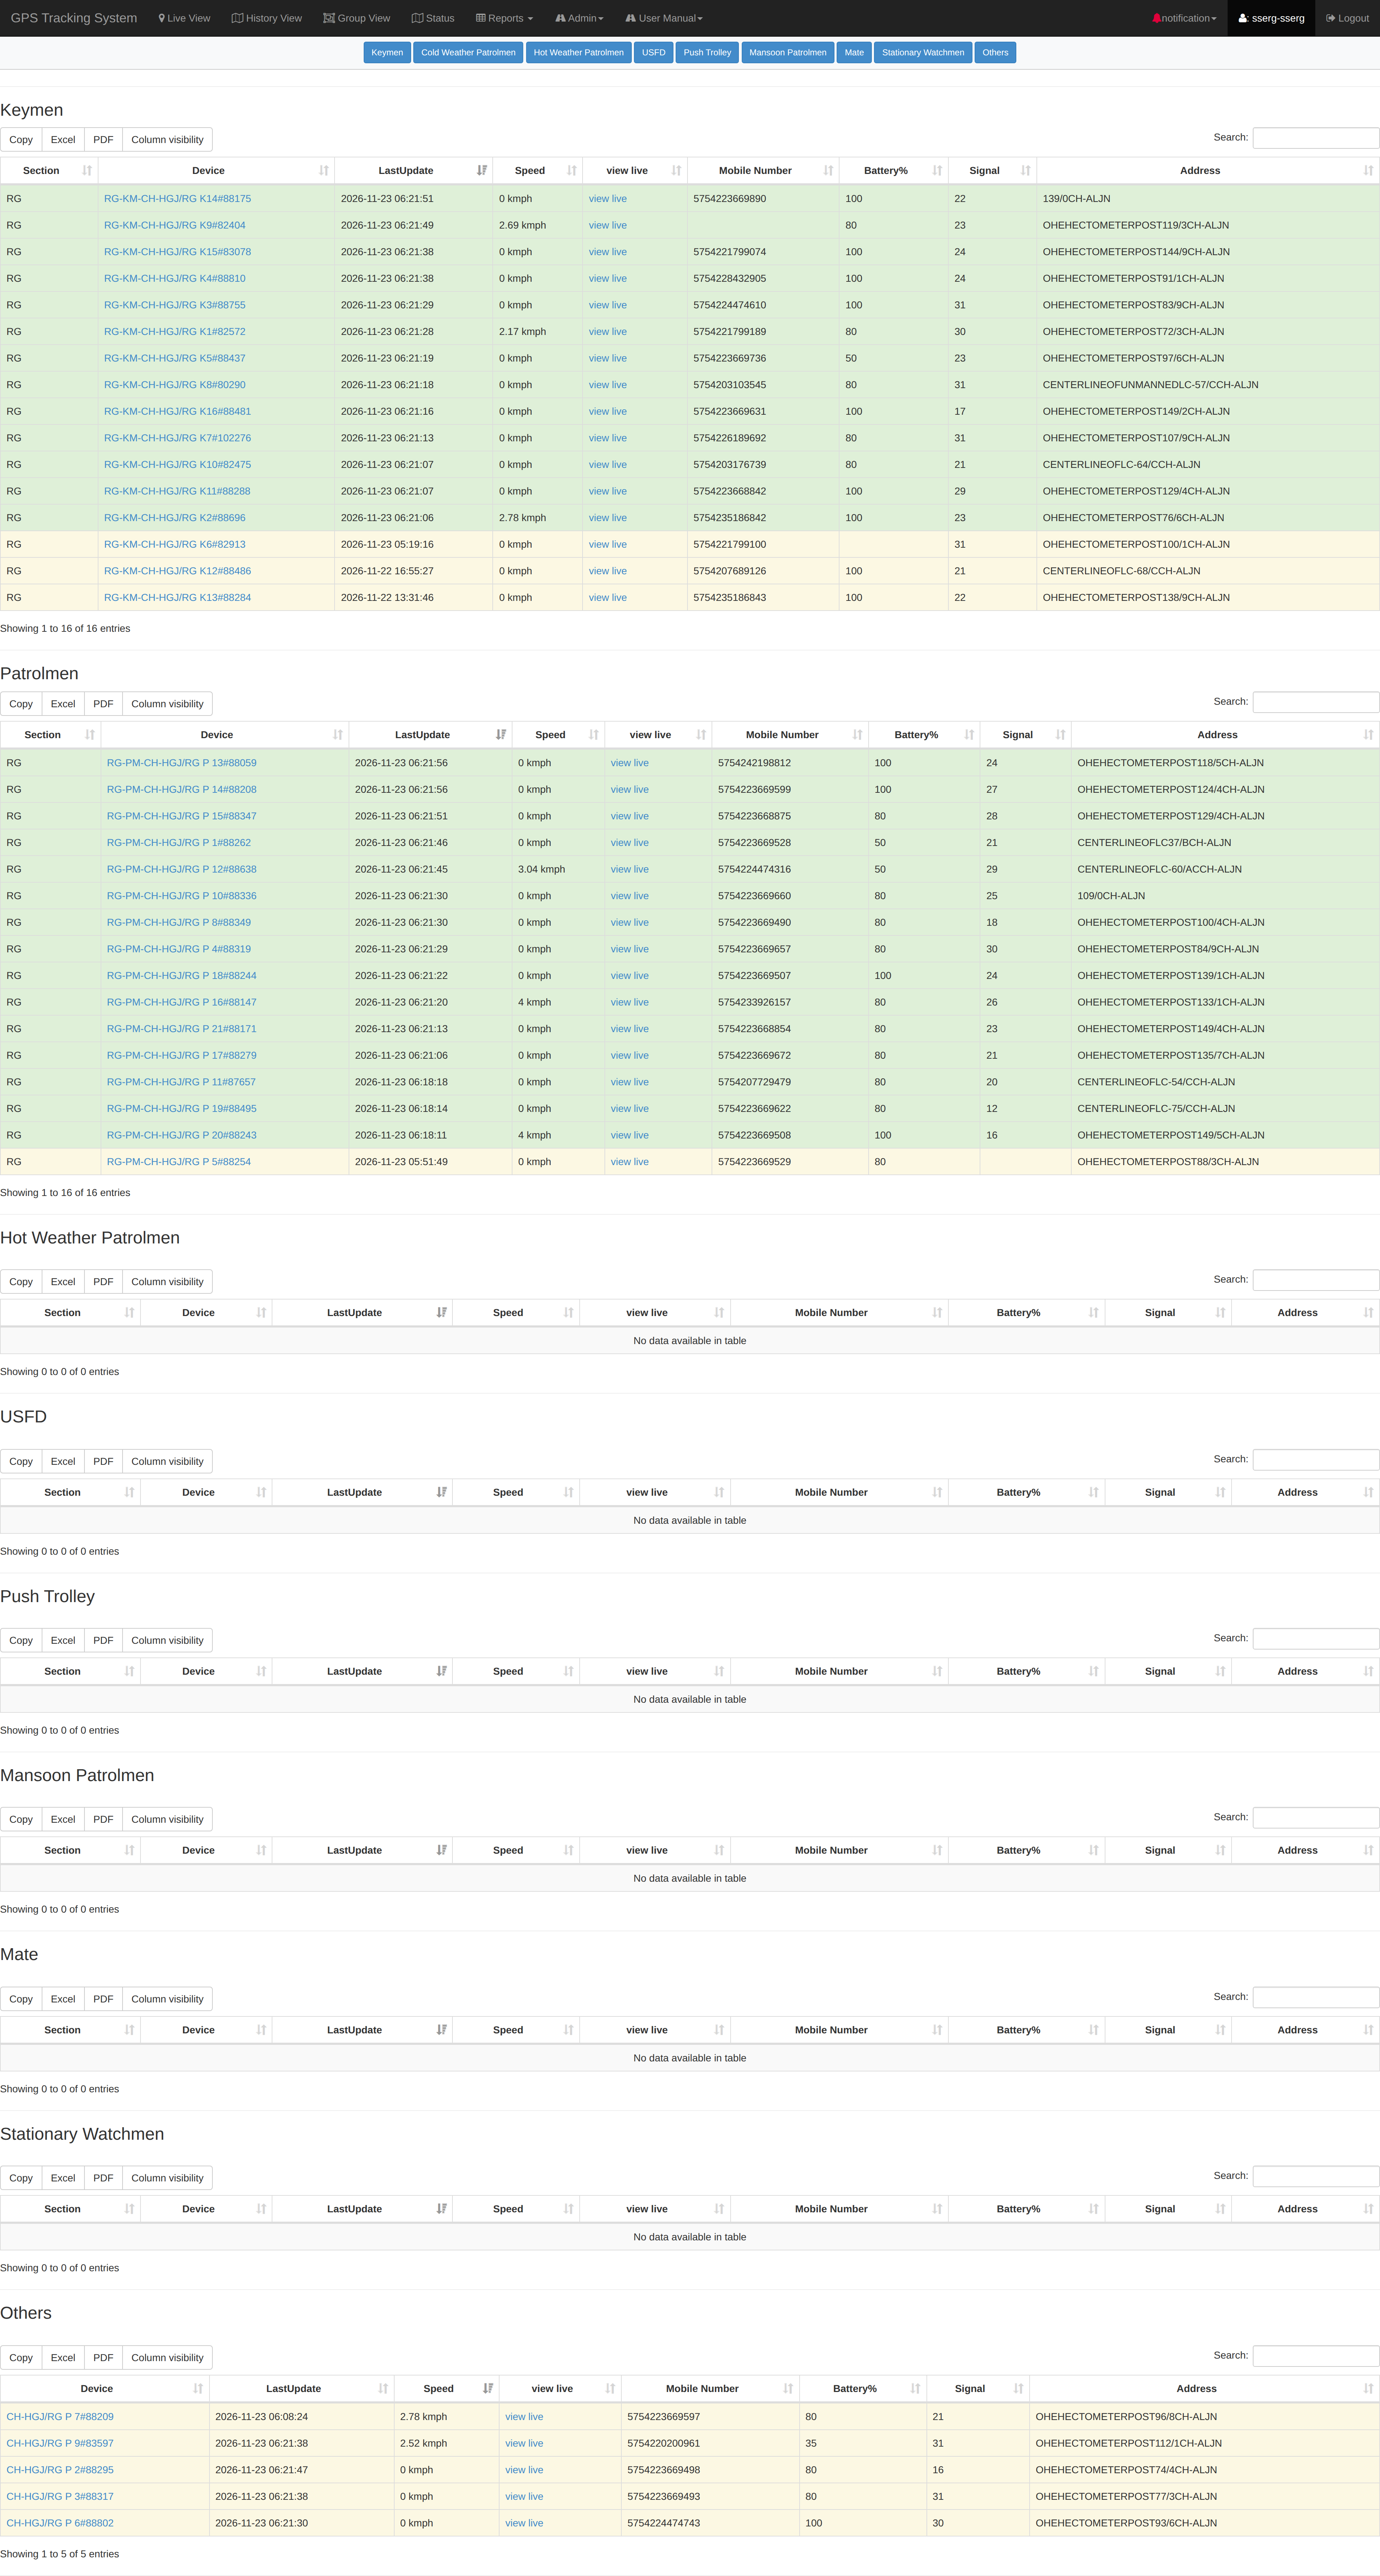 GPS Tracking System Live View History View Group View Status Reports Admin User Manual notification : sserg-sserg Logout
Keymen Cold Weather Patrolmen Hot Weather Patrolmen USFD Push Trolley Mansoon Patrolmen Mate Stationary Watchmen Others
Keymen
Copy Excel PDF Column visibility Search:
Section Device LastUpdate Speed view live Mobile Number Battery% Signal Address
RG RG-KM-CH-HGJ/RG K14#88175 2026-11-23 06:21:51 0 kmph view live 5754223669890 100 22 139/0CH-ALJN
RG RG-KM-CH-HGJ/RG K9#82404 2026-11-23 06:21:49 2.69 kmph view live 80 23 OHEHECTOMETERPOST119/3CH-ALJN
RG RG-KM-CH-HGJ/RG K15#83078 2026-11-23 06:21:38 0 kmph view live 5754221799074 100 24 OHEHECTOMETERPOST144/9CH-ALJN
RG RG-KM-CH-HGJ/RG K4#88810 2026-11-23 06:21:38 0 kmph view live 5754228432905 100 24 OHEHECTOMETERPOST91/1CH-ALJN
RG RG-KM-CH-HGJ/RG K3#88755 2026-11-23 06:21:29 0 kmph view live 5754224474610 100 31 OHEHECTOMETERPOST83/9CH-ALJN
RG RG-KM-CH-HGJ/RG K1#82572 2026-11-23 06:21:28 2.17 kmph view live 5754221799189 80 30 OHEHECTOMETERPOST72/3CH-ALJN
RG RG-KM-CH-HGJ/RG K5#88437 2026-11-23 06:21:19 0 kmph view live 5754223669736 50 23 OHEHECTOMETERPOST97/6CH-ALJN
RG RG-KM-CH-HGJ/RG K8#80290 2026-11-23 06:21:18 0 kmph view live 5754203103545 80 31 CENTERLINEOFUNMANNEDLC-57/CCH-ALJN
RG RG-KM-CH-HGJ/RG K16#88481 2026-11-23 06:21:16 0 kmph view live 5754223669631 100 17 OHEHECTOMETERPOST149/2CH-ALJN
RG RG-KM-CH-HGJ/RG K7#102276 2026-11-23 06:21:13 0 kmph view live 5754226189692 80 31 OHEHECTOMETERPOST107/9CH-ALJN
RG RG-KM-CH-HGJ/RG K10#82475 2026-11-23 06:21:07 0 kmph view live 5754203176739 80 21 CENTERLINEOFLC-64/CCH-ALJN
RG RG-KM-CH-HGJ/RG K11#88288 2026-11-23 06:21:07 0 kmph view live 5754223668842 100 29 OHEHECTOMETERPOST129/4CH-ALJN
RG RG-KM-CH-HGJ/RG K2#88696 2026-11-23 06:21:06 2.78 kmph view live 5754235186842 100 23 OHEHECTOMETERPOST76/6CH-ALJN
RG RG-KM-CH-HGJ/RG K6#82913 2026-11-23 05:19:16 0 kmph view live 5754221799100 31 OHEHECTOMETERPOST100/1CH-ALJN
RG RG-KM-CH-HGJ/RG K12#88486 2026-11-22 16:55:27 0 kmph view live 5754207689126 100 21 CENTERLINEOFLC-68/CCH-ALJN
RG RG-KM-CH-HGJ/RG K13#88284 2026-11-22 13:31:46 0 kmph view live 5754235186843 100 22 OHEHECTOMETERPOST138/9CH-ALJN
Showing 1 to 16 of 16 entries
Patrolmen
Copy Excel PDF Column visibility Search:
Section Device LastUpdate Speed view live Mobile Number Battery% Signal Address
RG RG-PM-CH-HGJ/RG P 13#88059 2026-11-23 06:21:56 0 kmph view live 5754242198812 100 24 OHEHECTOMETERPOST118/5CH-ALJN
RG RG-PM-CH-HGJ/RG P 14#88208 2026-11-23 06:21:56 0 kmph view live 5754223669599 100 27 OHEHECTOMETERPOST124/4CH-ALJN
RG RG-PM-CH-HGJ/RG P 15#88347 2026-11-23 06:21:51 0 kmph view live 5754223668875 80 28 OHEHECTOMETERPOST129/4CH-ALJN
RG RG-PM-CH-HGJ/RG P 1#88262 2026-11-23 06:21:46 0 kmph view live 5754223669528 50 21 CENTERLINEOFLC37/BCH-ALJN
RG RG-PM-CH-HGJ/RG P 12#88638 2026-11-23 06:21:45 3.04 kmph view live 5754224474316 50 29 CENTERLINEOFLC-60/ACCH-ALJN
RG RG-PM-CH-HGJ/RG P 10#88336 2026-11-23 06:21:30 0 kmph view live 5754223669660 80 25 109/0CH-ALJN
RG RG-PM-CH-HGJ/RG P 8#88349 2026-11-23 06:21:30 0 kmph view live 5754223669490 80 18 OHEHECTOMETERPOST100/4CH-ALJN
RG RG-PM-CH-HGJ/RG P 4#88319 2026-11-23 06:21:29 0 kmph view live 5754223669657 80 30 OHEHECTOMETERPOST84/9CH-ALJN
RG RG-PM-CH-HGJ/RG P 18#88244 2026-11-23 06:21:22 0 kmph view live 5754223669507 100 24 OHEHECTOMETERPOST139/1CH-ALJN
RG RG-PM-CH-HGJ/RG P 16#88147 2026-11-23 06:21:20 4 kmph view live 5754233926157 80 26 OHEHECTOMETERPOST133/1CH-ALJN
RG RG-PM-CH-HGJ/RG P 21#88171 2026-11-23 06:21:13 0 kmph view live 5754223668854 80 23 OHEHECTOMETERPOST149/4CH-ALJN
RG RG-PM-CH-HGJ/RG P 17#88279 2026-11-23 06:21:06 0 kmph view live 5754223669672 80 21 OHEHECTOMETERPOST135/7CH-ALJN
RG RG-PM-CH-HGJ/RG P 11#87657 2026-11-23 06:18:18 0 kmph view live 5754207729479 80 20 CENTERLINEOFLC-54/CCH-ALJN
RG RG-PM-CH-HGJ/RG P 19#88495 2026-11-23 06:18:14 0 kmph view live 5754223669622 80 12 CENTERLINEOFLC-75/CCH-ALJN
RG RG-PM-CH-HGJ/RG P 20#88243 2026-11-23 06:18:11 4 kmph view live 5754223669508 100 16 OHEHECTOMETERPOST149/5CH-ALJN
RG RG-PM-CH-HGJ/RG P 5#88254 2026-11-23 05:51:49 0 kmph view live 5754223669529 80 OHEHECTOMETERPOST88/3CH-ALJN
Showing 1 to 16 of 16 entries
Hot Weather Patrolmen
Copy Excel PDF Column visibility Search:
Section Device LastUpdate Speed view live Mobile Number Battery% Signal Address
No data available in table
Showing 0 to 0 of 0 entries
USFD
Copy Excel PDF Column visibility Search:
Section Device LastUpdate Speed view live Mobile Number Battery% Signal Address
No data available in table
Showing 0 to 0 of 0 entries
Push Trolley
Copy Excel PDF Column visibility Search:
Section Device LastUpdate Speed view live Mobile Number Battery% Signal Address
No data available in table
Showing 0 to 0 of 0 entries
Mansoon Patrolmen
Copy Excel PDF Column visibility Search:
Section Device LastUpdate Speed view live Mobile Number Battery% Signal Address
No data available in table
Showing 0 to 0 of 0 entries
Mate
Copy Excel PDF Column visibility Search:
Section Device LastUpdate Speed view live Mobile Number Battery% Signal Address
No data available in table
Showing 0 to 0 of 0 entries
Stationary Watchmen
Copy Excel PDF Column visibility Search:
Section Device LastUpdate Speed view live Mobile Number Battery% Signal Address
No data available in table
Showing 0 to 0 of 0 entries
Others
Copy Excel PDF Column visibility Search:
Device LastUpdate Speed view live Mobile Number Battery% Signal Address
CH-HGJ/RG P 7#88209 2026-11-23 06:08:24 2.78 kmph view live 5754223669597 80 21 OHEHECTOMETERPOST96/8CH-ALJN
CH-HGJ/RG P 9#83597 2026-11-23 06:21:38 2.52 kmph view live 5754220200961 35 31 OHEHECTOMETERPOST112/1CH-ALJN
CH-HGJ/RG P 2#88295 2026-11-23 06:21:47 0 kmph view live 5754223669498 80 16 OHEHECTOMETERPOST74/4CH-ALJN
CH-HGJ/RG P 3#88317 2026-11-23 06:21:38 0 kmph view live 5754223669493 80 31 OHEHECTOMETERPOST77/3CH-ALJN
CH-HGJ/RG P 6#88802 2026-11-23 06:21:30 0 kmph view live 5754224474743 100 30 OHEHECTOMETERPOST93/6CH-ALJN
Showing 1 to 5 of 5 entries